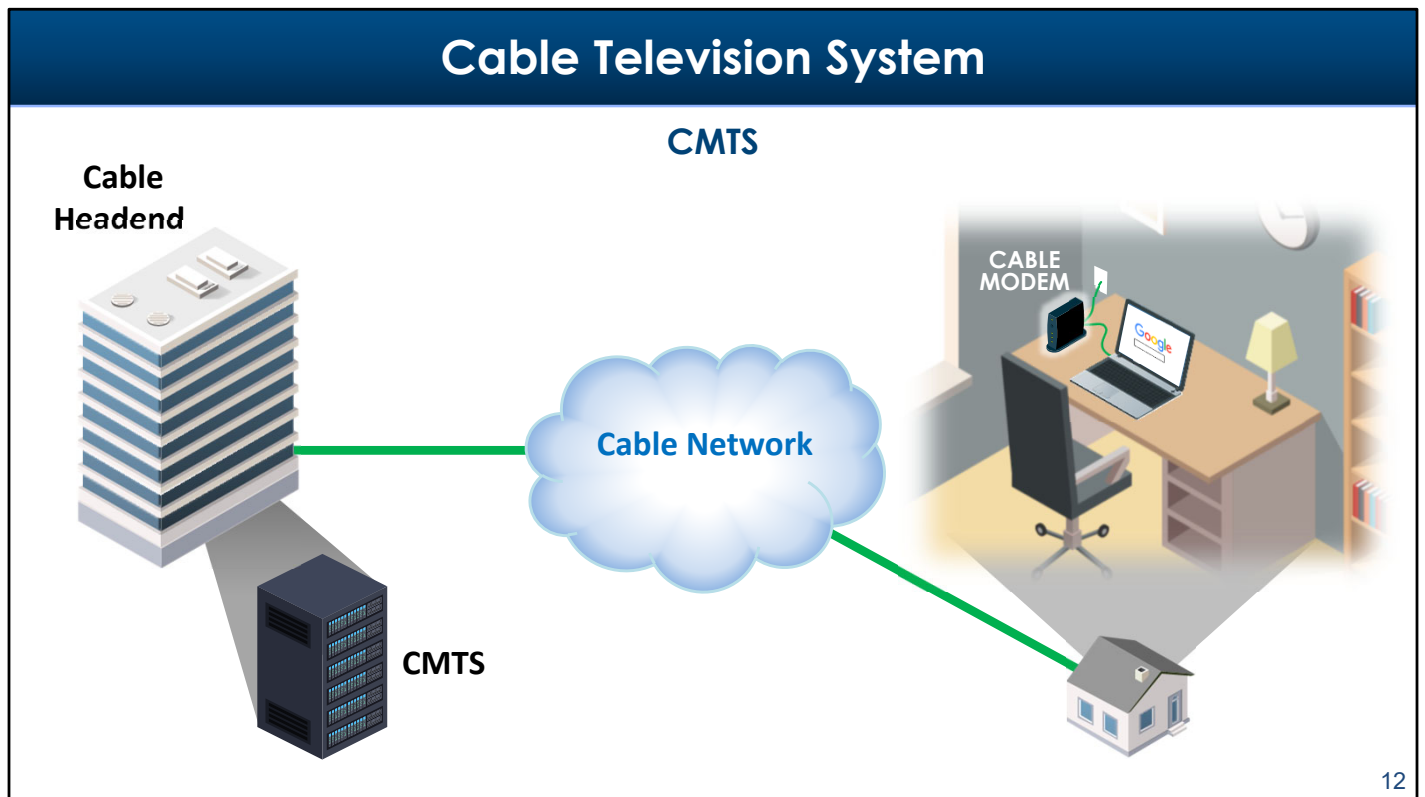 Cable Television System
CMTS
Cable
Headend
CABLE
MODEM
Google
Cable Network
CMTS
12